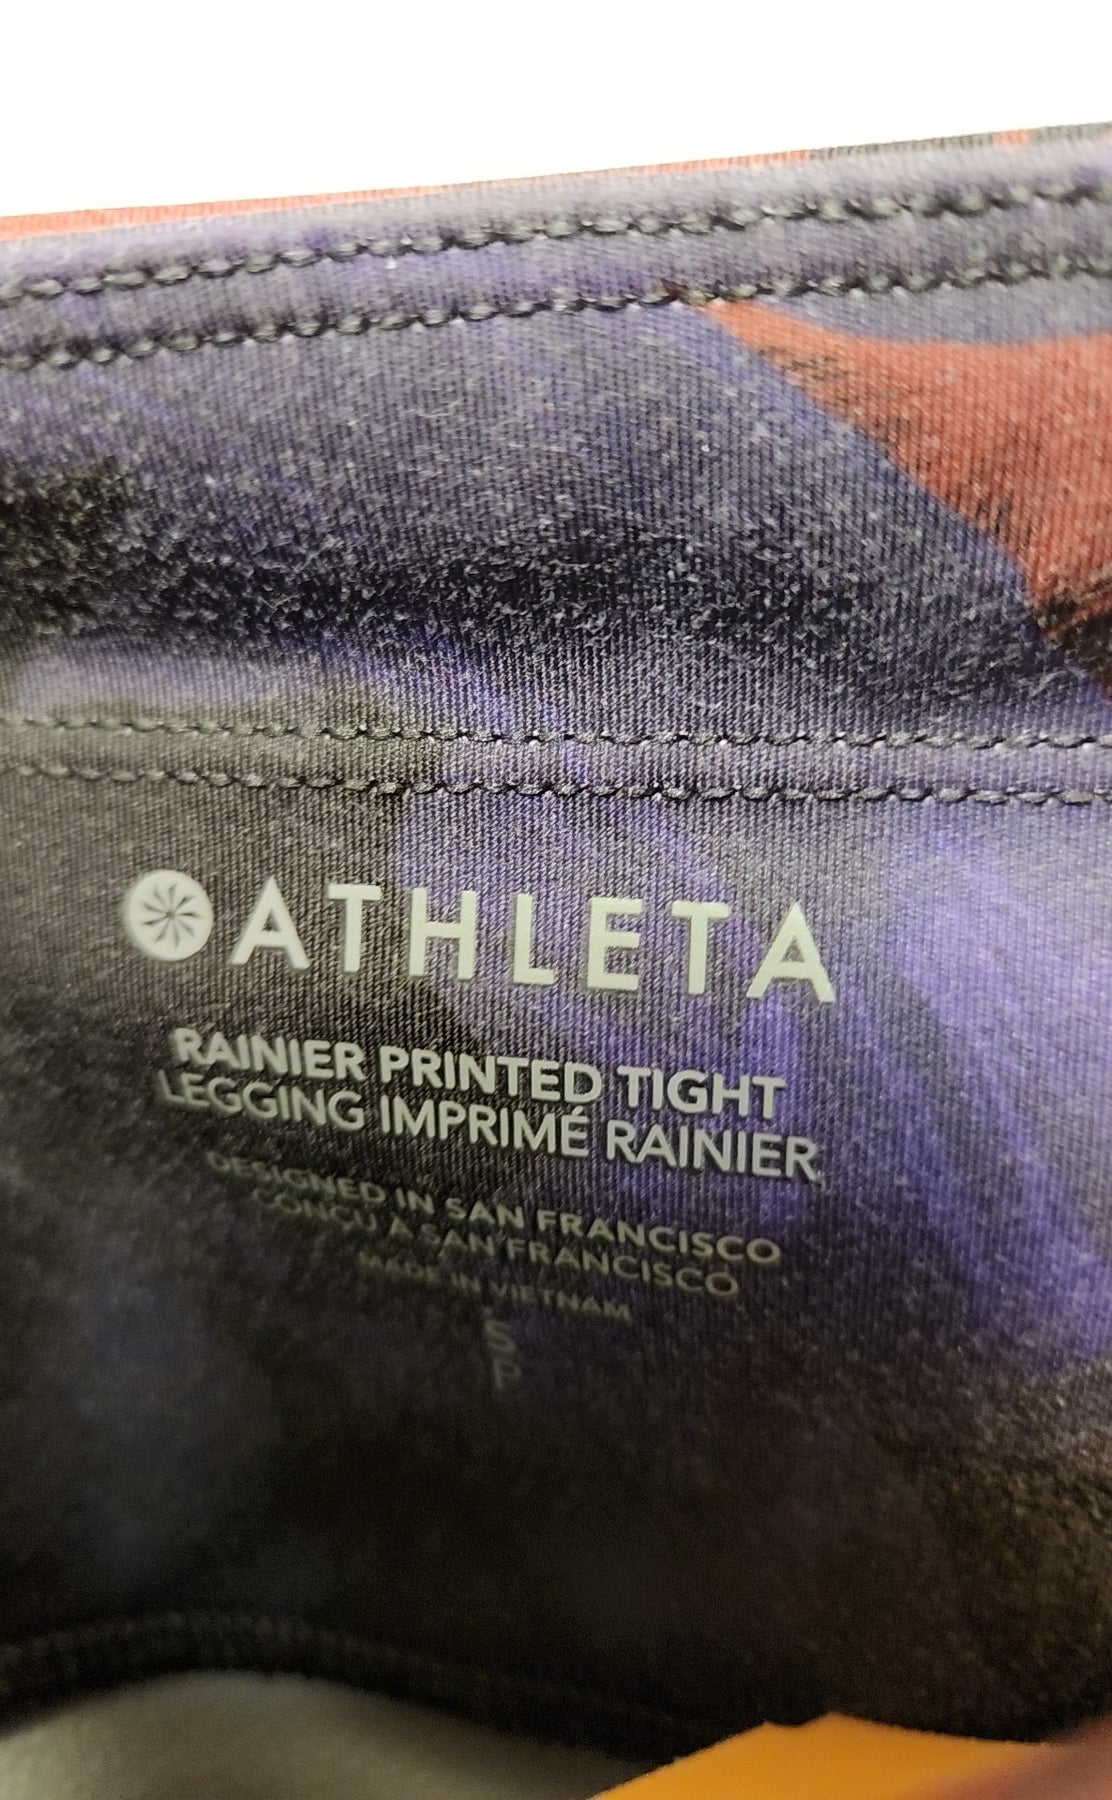 ATHLETA
RAINIER PRINTED TIGHT
LEGGING IMPRIMÉ RAINIER
DESIGNED IN SAN FRANCISCO
CONÇU À SAN FRANCISCO
MADE IN VIETNAM
S
P